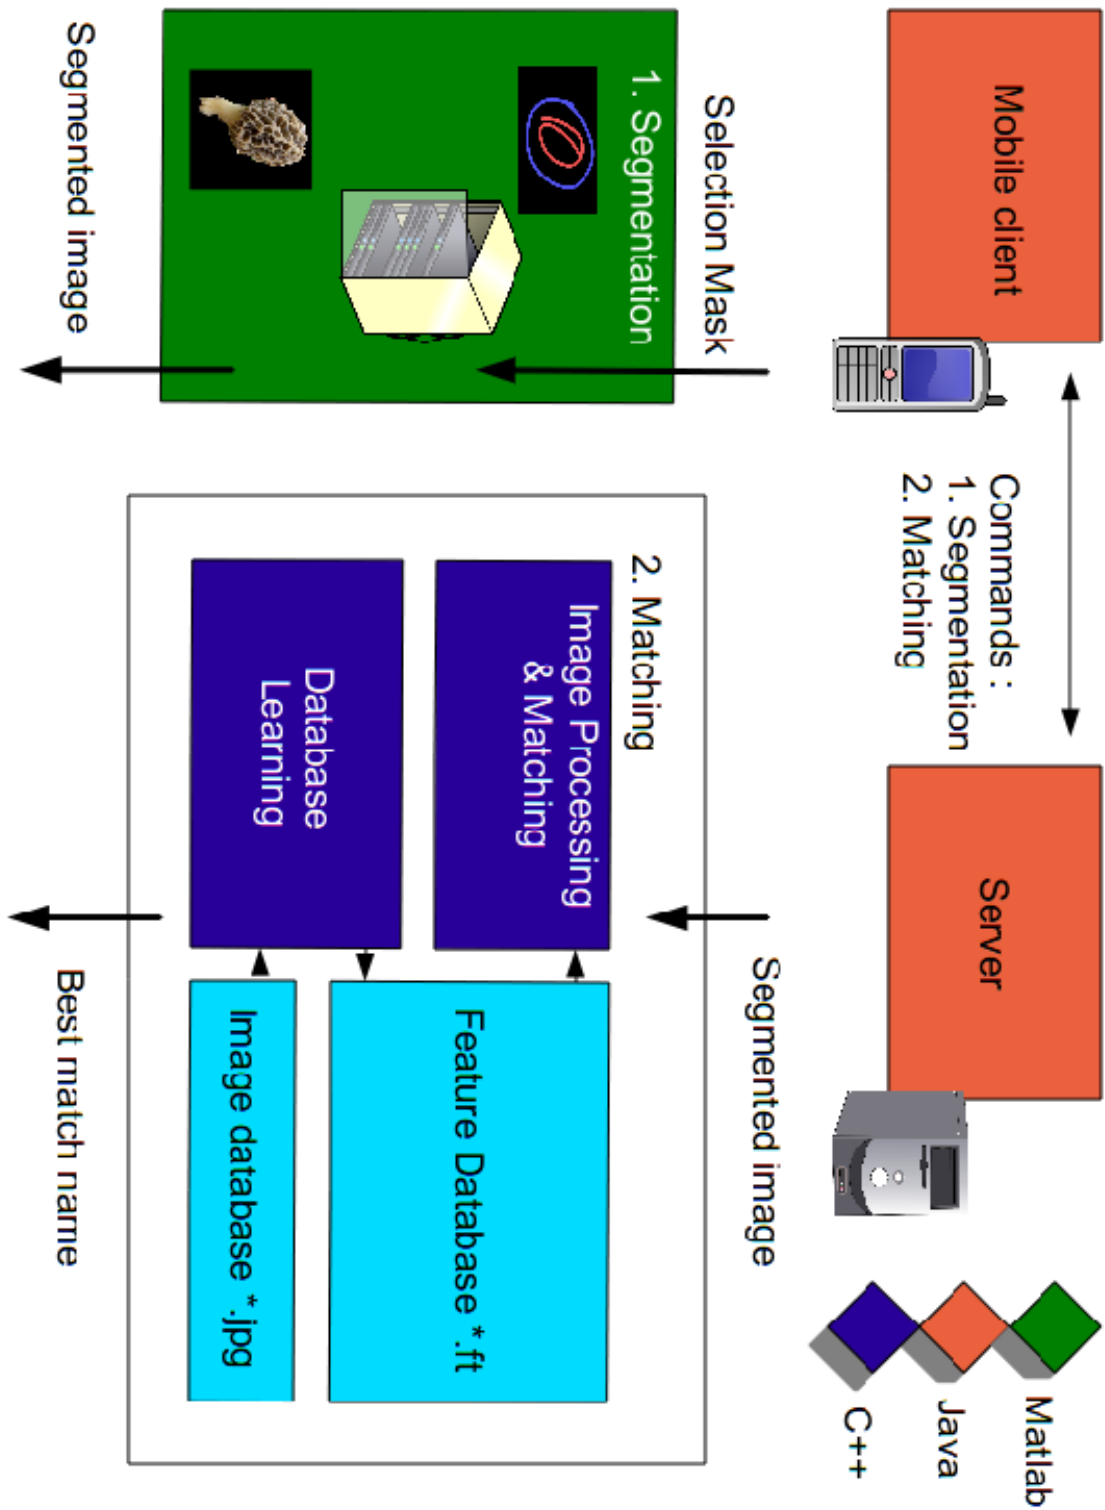 Mobile client
Commands :
1. Segmentation
2. Matching
Server
Matlab
Java
C++
Selection Mask
1. Segmentation
Segmented image
Segmented image
2. Matching
Image Processing
& Matching
Feature Database *.ft
Database
Learning
Image database *.jpg
Best match name